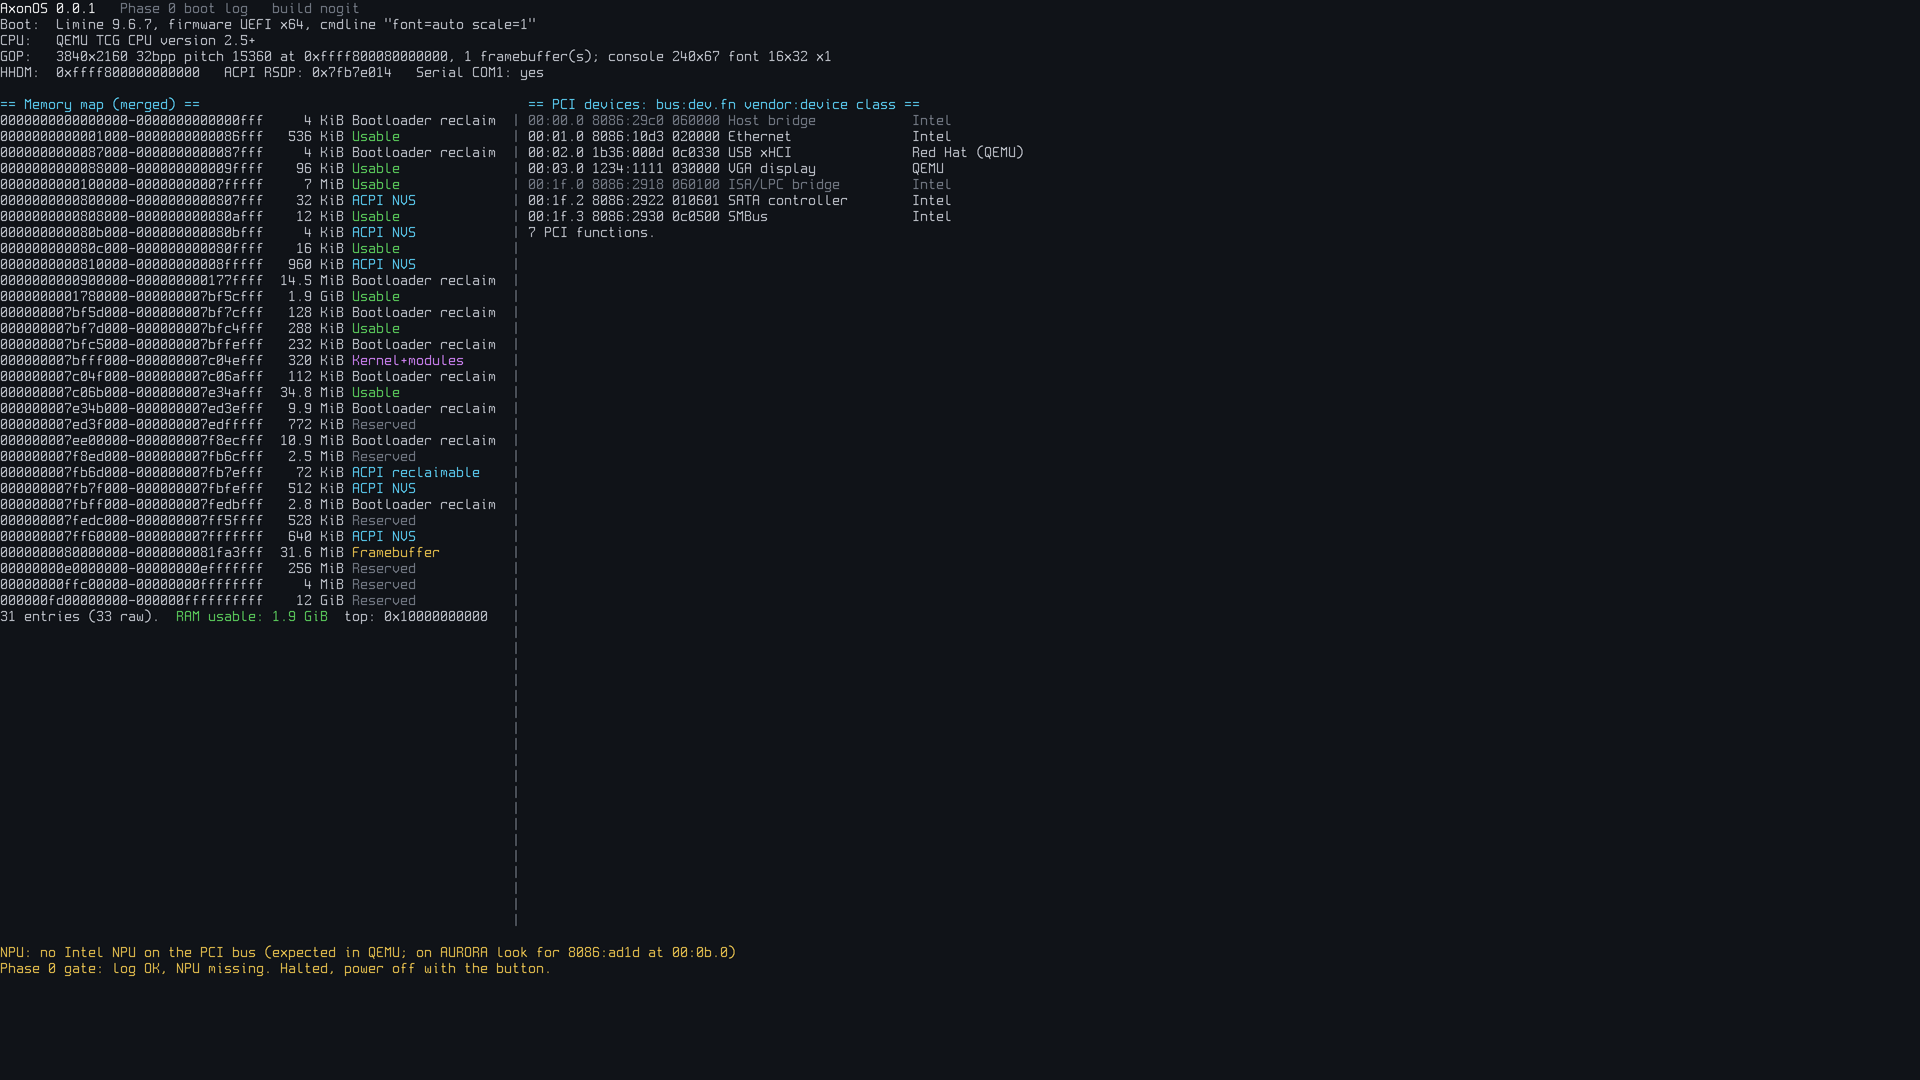 AxonOS 0.0.1   Phase 0 boot log   build nogit
Boot:  Limine 9.6.7, firmware UEFI x64, cmdline "font=auto scale=1"
CPU:   QEMU TCG CPU version 2.5+
GOP:   3840x2160 32bpp pitch 15360 at 0xffff800080000000, 1 framebuffer(s); console 240x67 font 16x32 x1
HHDM:  0xffff800000000000   ACPI RSDP: 0x7fb7e014   Serial COM1: yes
== Memory map (merged) ==
0000000000000000-0000000000000fff     4 KiB Bootloader reclaim
0000000000001000-0000000000086fff   536 KiB Usable
0000000000087000-0000000000087fff     4 KiB Bootloader reclaim
0000000000088000-000000000009ffff    96 KiB Usable
0000000000100000-00000000007fffff     7 MiB Usable
0000000000800000-0000000000807fff    32 KiB ACPI NVS
0000000000808000-000000000080afff    12 KiB Usable
000000000080b000-000000000080bfff     4 KiB ACPI NVS
000000000080c000-000000000080ffff    16 KiB Usable
0000000000810000-00000000008fffff   960 KiB ACPI NVS
0000000000900000-000000000177ffff  14.5 MiB Bootloader reclaim
0000000001780000-000000007bf5cfff   1.9 GiB Usable
000000007bf5d000-000000007bf7cfff   128 KiB Bootloader reclaim
000000007bf7d000-000000007bfc4fff   288 KiB Usable
000000007bfc5000-000000007bffefff   232 KiB Bootloader reclaim
000000007bfff000-000000007c04efff   320 KiB Kernel+modules
000000007c04f000-000000007c06afff   112 KiB Bootloader reclaim
000000007c06b000-000000007e34afff  34.8 MiB Usable
000000007e34b000-000000007ed3efff   9.9 MiB Bootloader reclaim
000000007ed3f000-000000007edfffff   772 KiB Reserved
000000007ee00000-000000007f8ecfff  10.9 MiB Bootloader reclaim
000000007f8ed000-000000007fb6cfff   2.5 MiB Reserved
000000007fb6d000-000000007fb7efff    72 KiB ACPI reclaimable
000000007fb7f000-000000007fbfefff   512 KiB ACPI NVS
000000007fbff000-000000007fedbfff   2.8 MiB Bootloader reclaim
000000007fedc000-000000007ff5ffff   528 KiB Reserved
000000007ff60000-000000007fffffff   640 KiB ACPI NVS
0000000080000000-0000000081fa3fff  31.6 MiB Framebuffer
00000000e0000000-00000000efffffff   256 MiB Reserved
00000000ffc00000-00000000ffffffff     4 MiB Reserved
000000fd00000000-000000ffffffffff    12 GiB Reserved
31 entries (33 raw).  RAM usable: 1.9 GiB  top: 0x10000000000
== PCI devices: bus:dev.fn vendor:device class ==
00:00.0 8086:29c0 060000 Host bridge            Intel
00:01.0 8086:10d3 020000 Ethernet               Intel
00:02.0 1b36:000d 0c0330 USB xHCI               Red Hat (QEMU)
00:03.0 1234:1111 030000 VGA display            QEMU
00:1f.0 8086:2918 060100 ISA/LPC bridge         Intel
00:1f.2 8086:2922 010601 SATA controller        Intel
00:1f.3 8086:2930 0c0500 SMBus                  Intel
7 PCI functions.
NPU: no Intel NPU on the PCI bus (expected in QEMU; on AURORA look for 8086:ad1d at 00:0b.0)
Phase 0 gate: log OK, NPU missing. Halted, power off with the button.